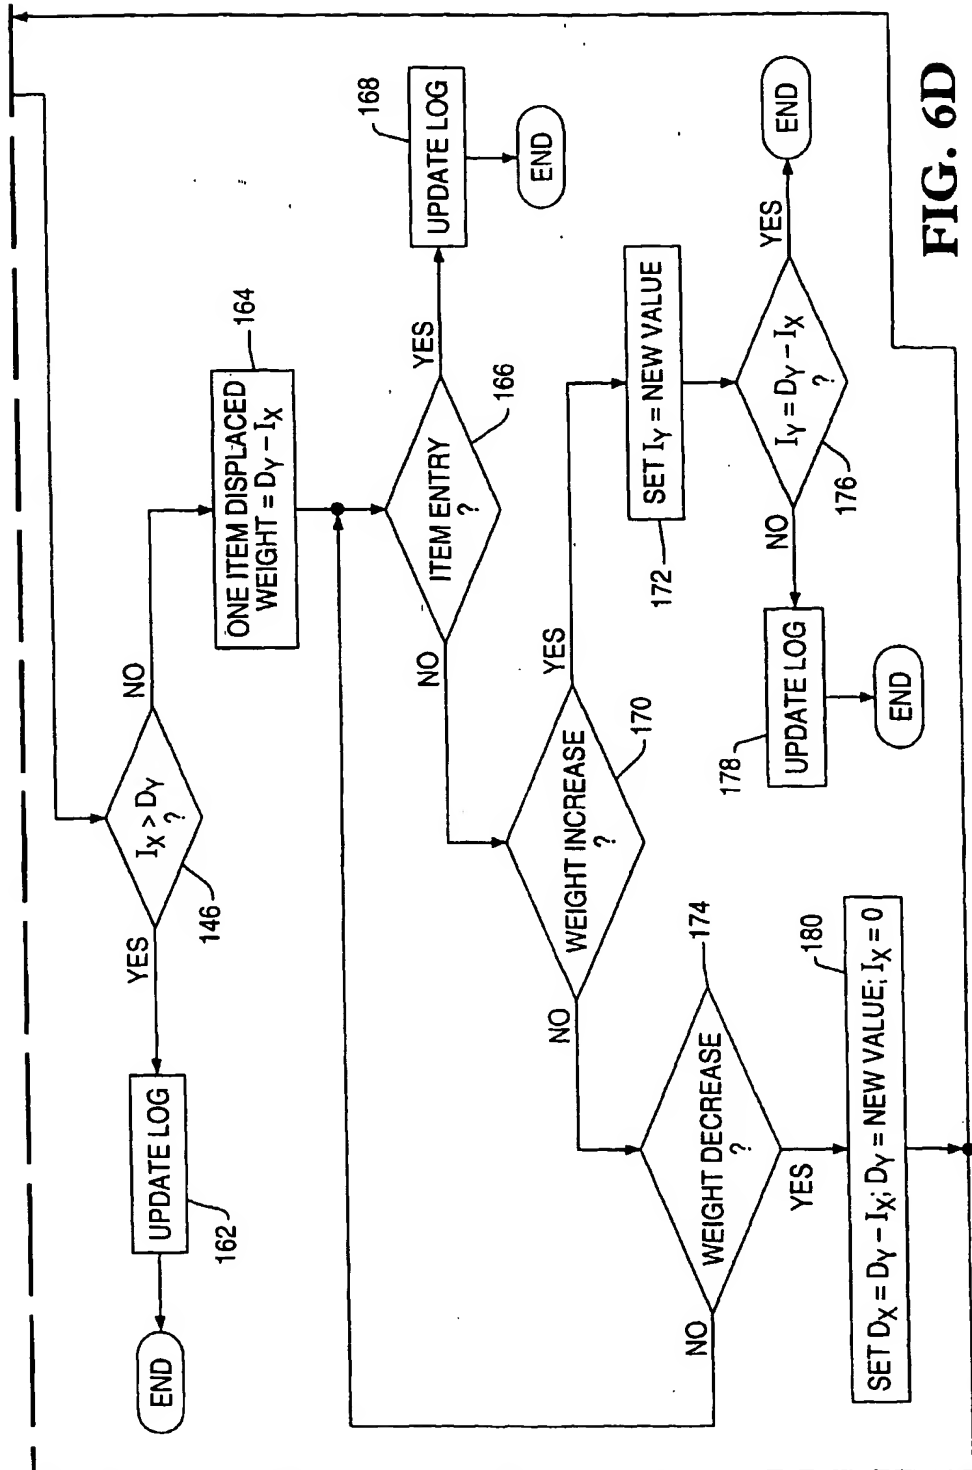 END
UPDATE LOG
162
YES
I_X > D_Y
?
146
NO
ONE ITEM DISPLACED
WEIGHT = D_Y − I_X
164
ITEM ENTRY
?
166
YES
UPDATE LOG
168
END
NO
WEIGHT INCREASE
?
170
YES
SET I_Y = NEW VALUE
172
I_Y = D_Y − I_X
?
176
YES
END
NO
UPDATE LOG
178
END
NO
WEIGHT DECREASE
?
174
NO
YES
SET D_X = D_Y − I_X; D_Y = NEW VALUE; I_X = 0
180
FIG. 6D